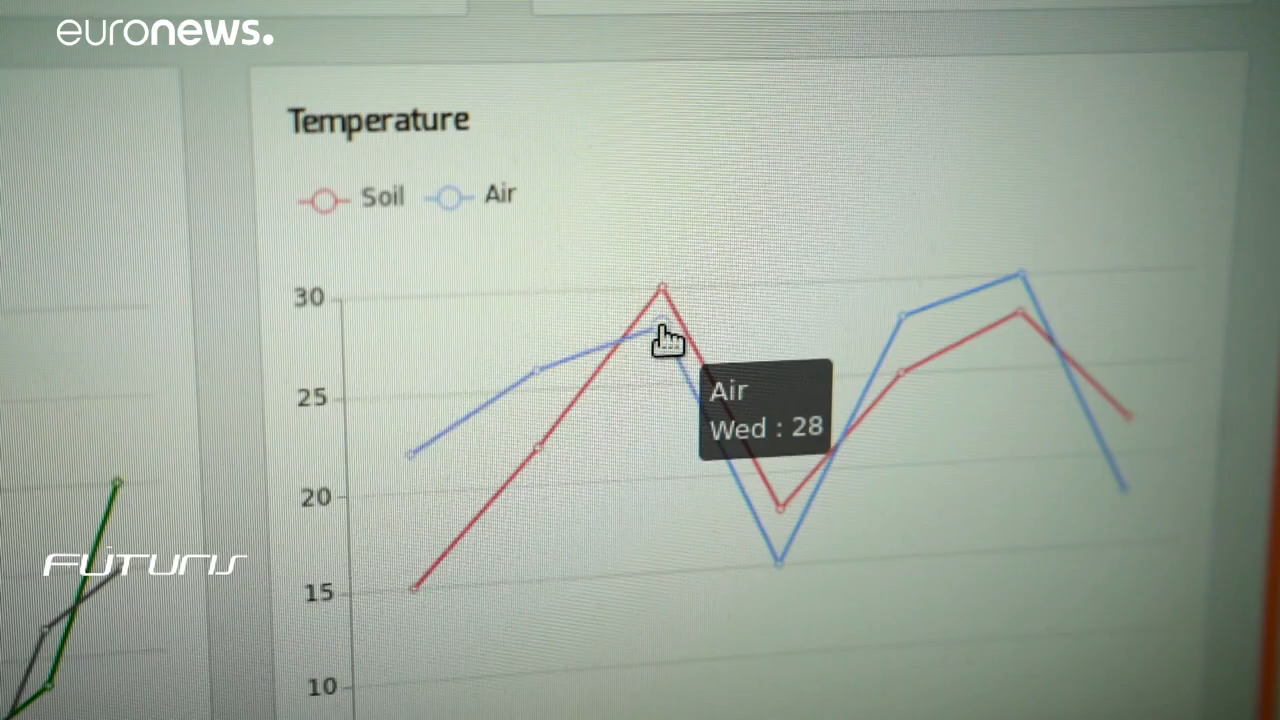 euronews.
Temperature
Soil
Air
30
25
20
15
10
Air
Wed : 28
FUTURIS